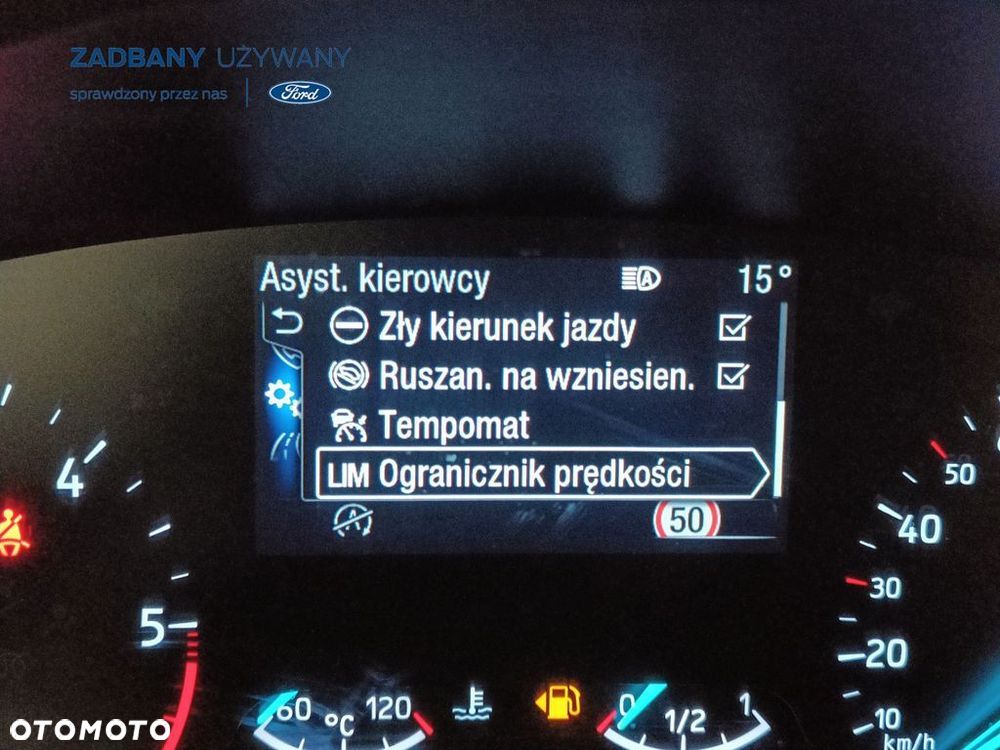 ZADBANY UŻYWANY
sprawdzony przez nas
Ford
Asyst. kierowcy
15°
Zły kierunek jazdy
Ruszan. na wzniesien.
Tempomat
LIM Ogranicznik prędkości
A
50
4
5
50
40
30
20
10
km/h
60 °C 120
0 1/2 1
OTOMOTO